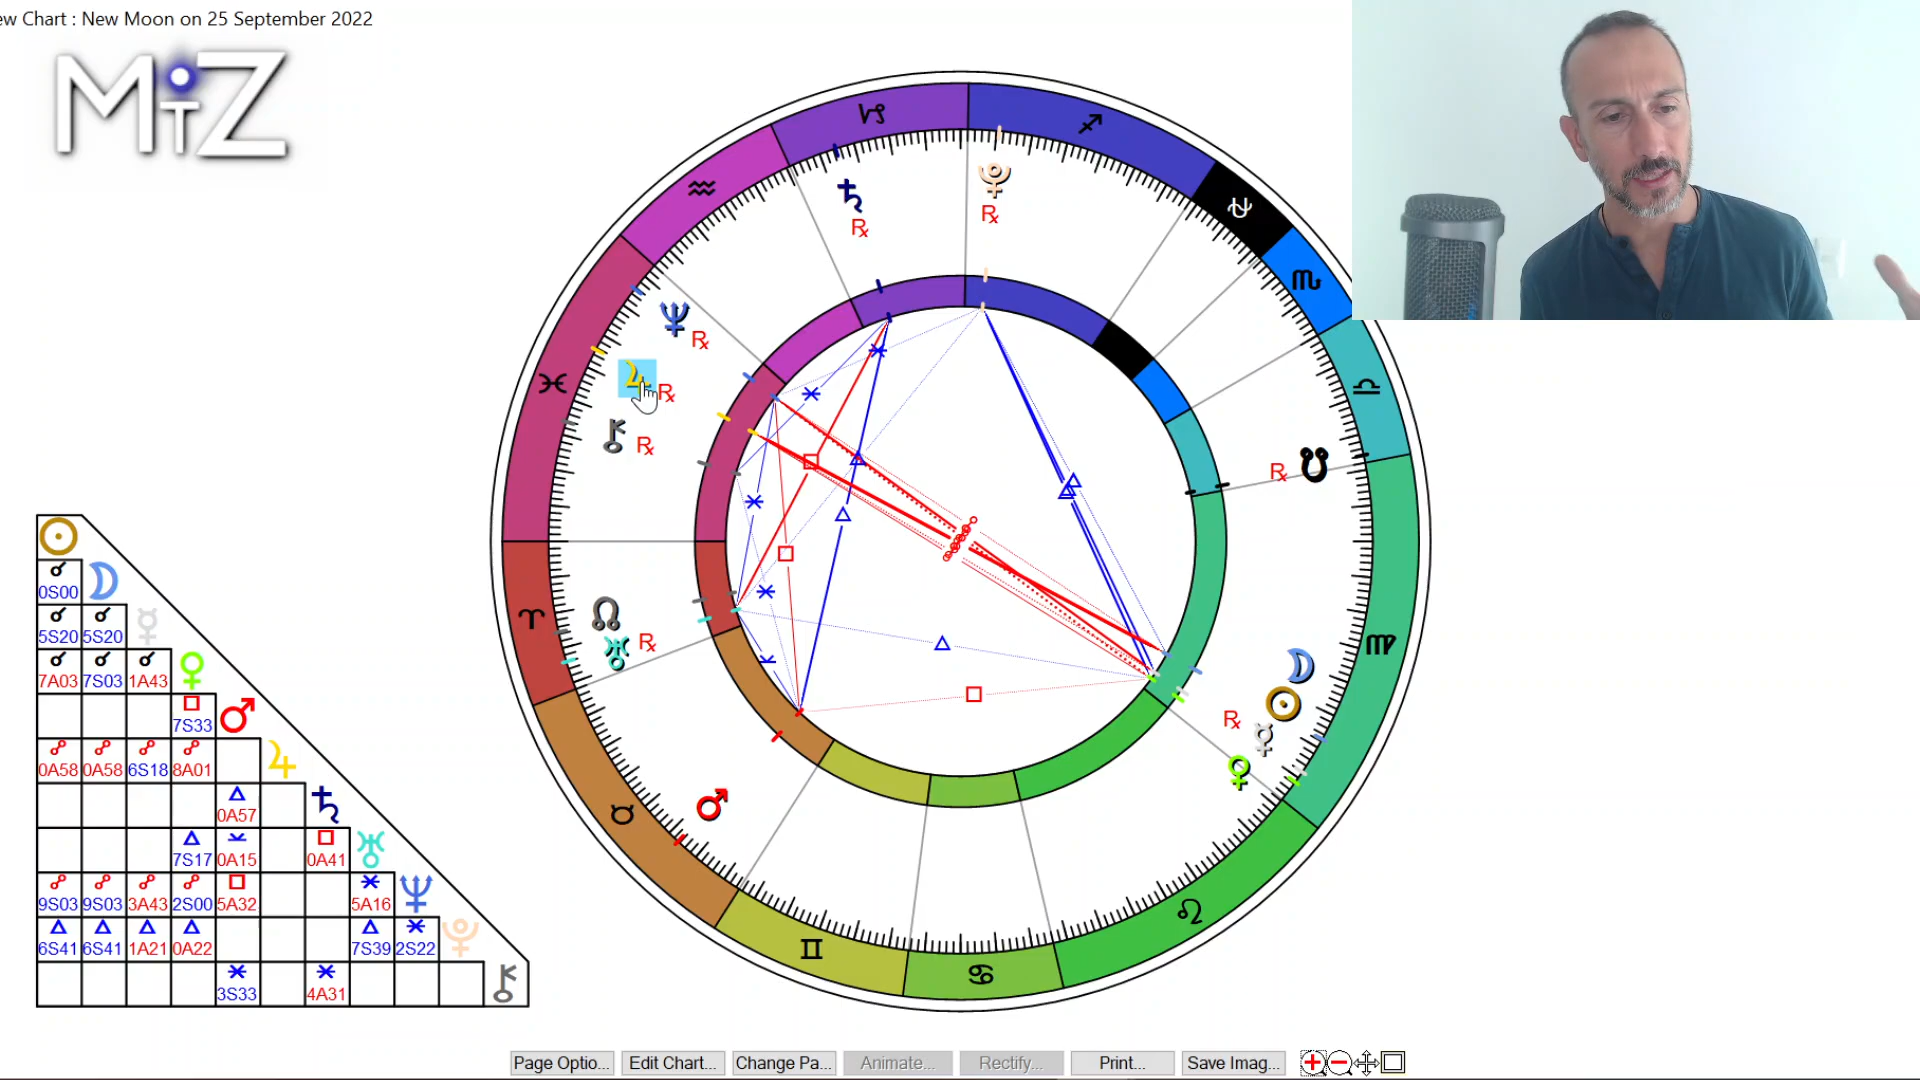 ew Chart : New Moon on 25 September 2022
MTZ
℞
℞
℞
℞
℞
℞
℞
℞
0S00
5S20 5S20
7A03 7S03 1A43
7S33
0A58 0A58 6S18 8A01
0A57
7S17 0A15 0A41
9S03 9S03 3A43 2S00 5A32 5A16
6S41 6S41 1A21 0A22 7S39 2S22
3S33 4A31
Page Optio... Edit Chart... Change Pa... Animate... Rectify... Print... Save Imag...